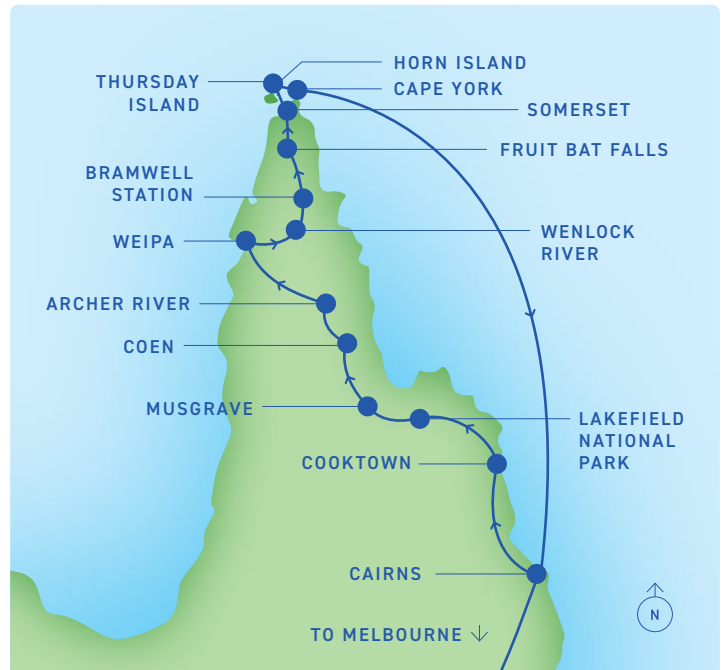 HORN ISLAND
THURSDAY
ISLAND
CAPE YORK
SOMERSET
FRUIT BAT FALLS
BRAMWELL
STATION
WEIPA
WENLOCK
RIVER
ARCHER RIVER
COEN
MUSGRAVE
LAKEFIELD
NATIONAL
PARK
COOKTOWN
CAIRNS
N
TO MELBOURNE